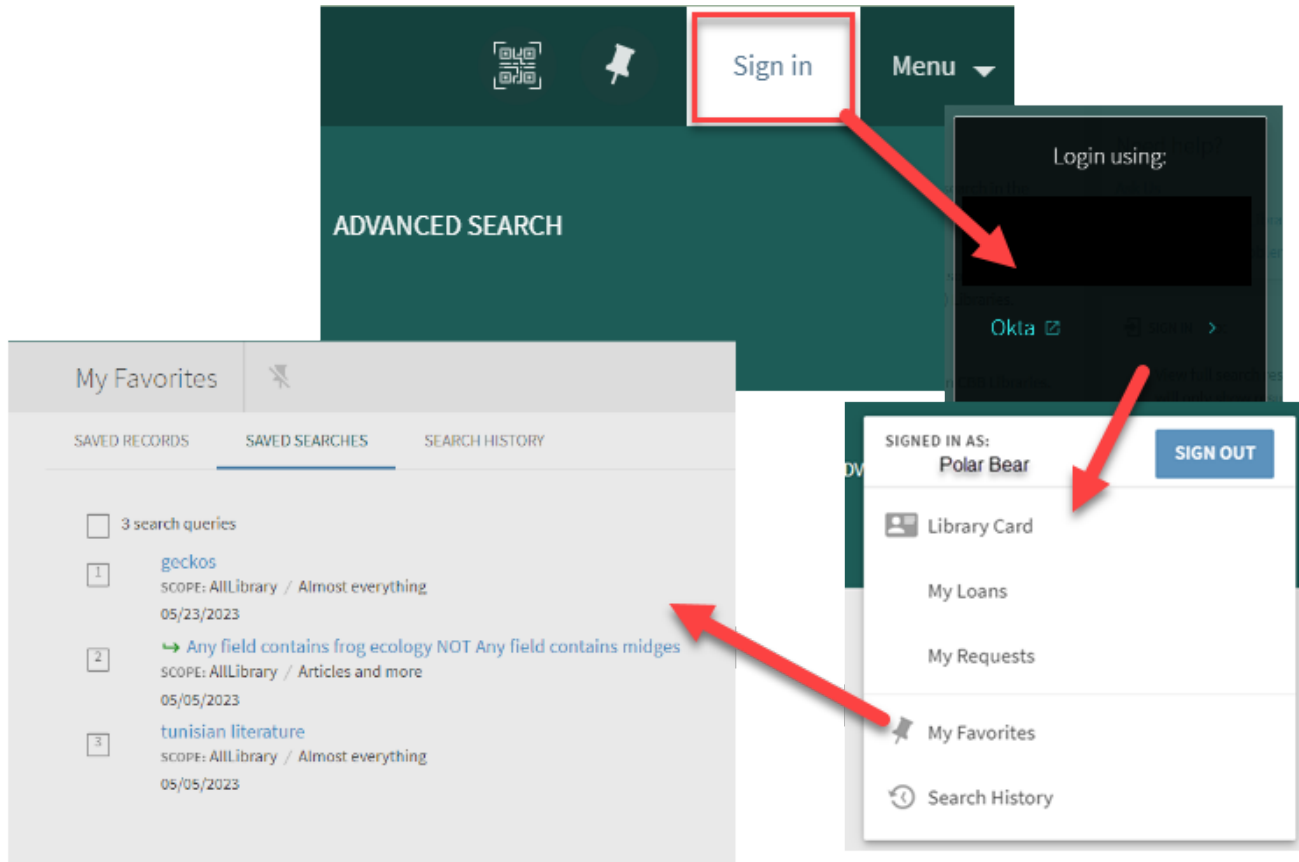 Sign in
Menu
ADVANCED SEARCH
Login using:
Okta
SIGNED IN AS:
Polar Bear
SIGN OUT
Library Card
My Loans
My Requests
My Favorites
Search History
My Favorites
SAVED RECORDS SAVED SEARCHES SEARCH HISTORY
3 search queries
1 geckos
SCOPE: AllLibrary / Almost everything
05/23/2023
2 Any field contains frog ecology NOT Any field contains midges
SCOPE: AllLibrary / Articles and more
05/05/2023
3 tunisian literature
SCOPE: AllLibrary / Almost everything
05/05/2023